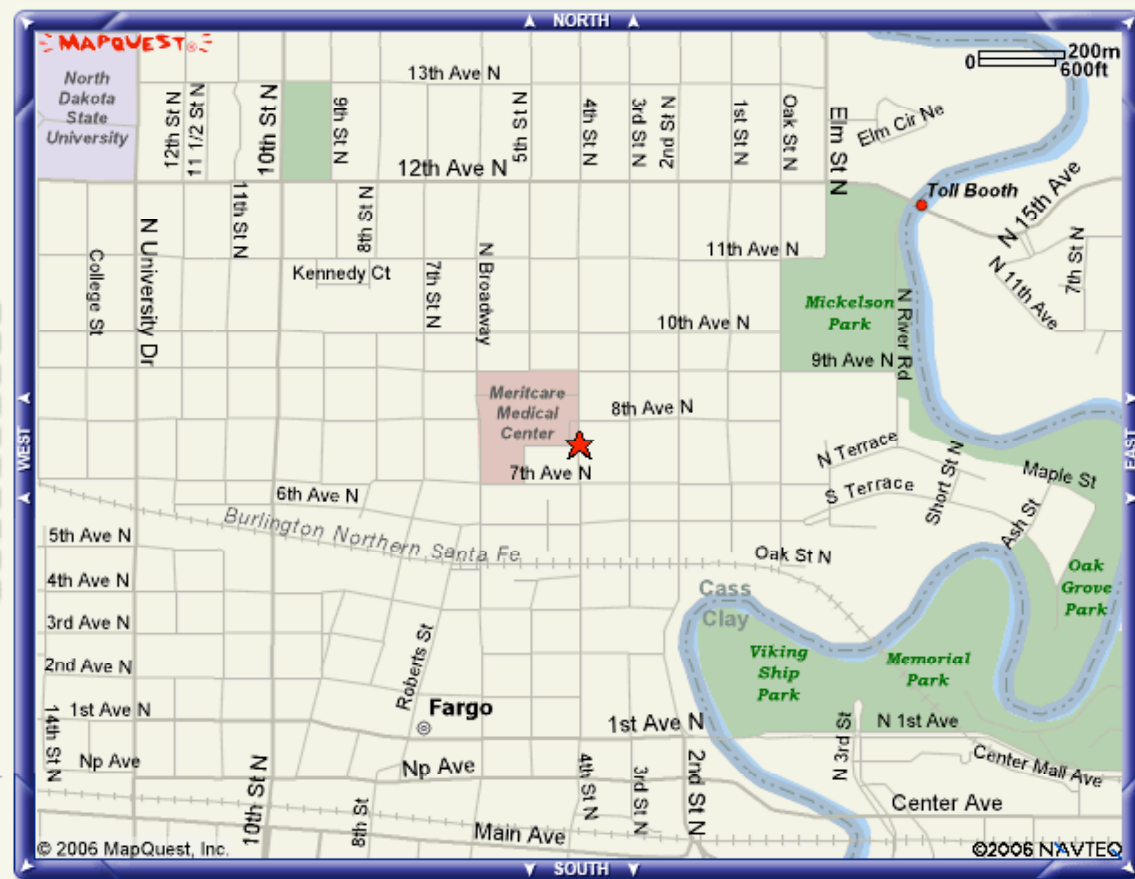 NORTH
MAPQUEST®
0 200m
600ft
North
Dakota
State
University
13th Ave N
12th St N
11 1/2 St N
10th St N
9th St N
5th St N
4th St N
3rd St N
2nd St N
1st St N
Oak St N
Elm St N
Elm Cir Ne
12th Ave N
Toll Booth
N 15th Ave
College St
N University Dr
11th St N
8th St N
Kennedy Ct
7th St N
N Broadway
11th Ave N
7th St N
N 11th Ave
Mickelson
Park
N River Rd
10th Ave N
9th Ave N
Meritcare
Medical
Center
8th Ave N
WEST
EAST
7th Ave N
N Terrace
S Terrace
Short St N
Maple St
Ash St
6th Ave N
Burlington Northern Santa Fe
5th Ave N
Oak St N
4th Ave N
Cass
Clay
Oak
Grove
Park
3rd Ave N
2nd Ave N
Roberts St
Viking
Ship
Park
Memorial
Park
1st Ave N
Fargo
1st Ave N
N 1st Ave
14th St N
Np Ave
Np Ave
10th St N
8th St
4th St N
3rd St N
2nd St N
N 3rd St
Center Mall Ave
Center Ave
Main Ave
© 2006 MapQuest, Inc.
©2006 NAVTEQ
SOUTH